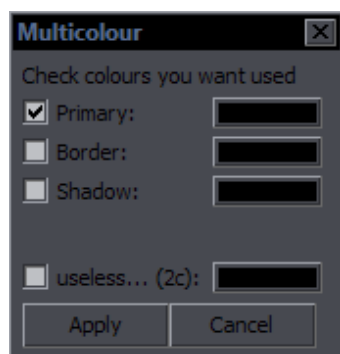 Multicolour
Check colours you want used
Primary:
Border:
Shadow:
useless... (2c):
Apply Cancel